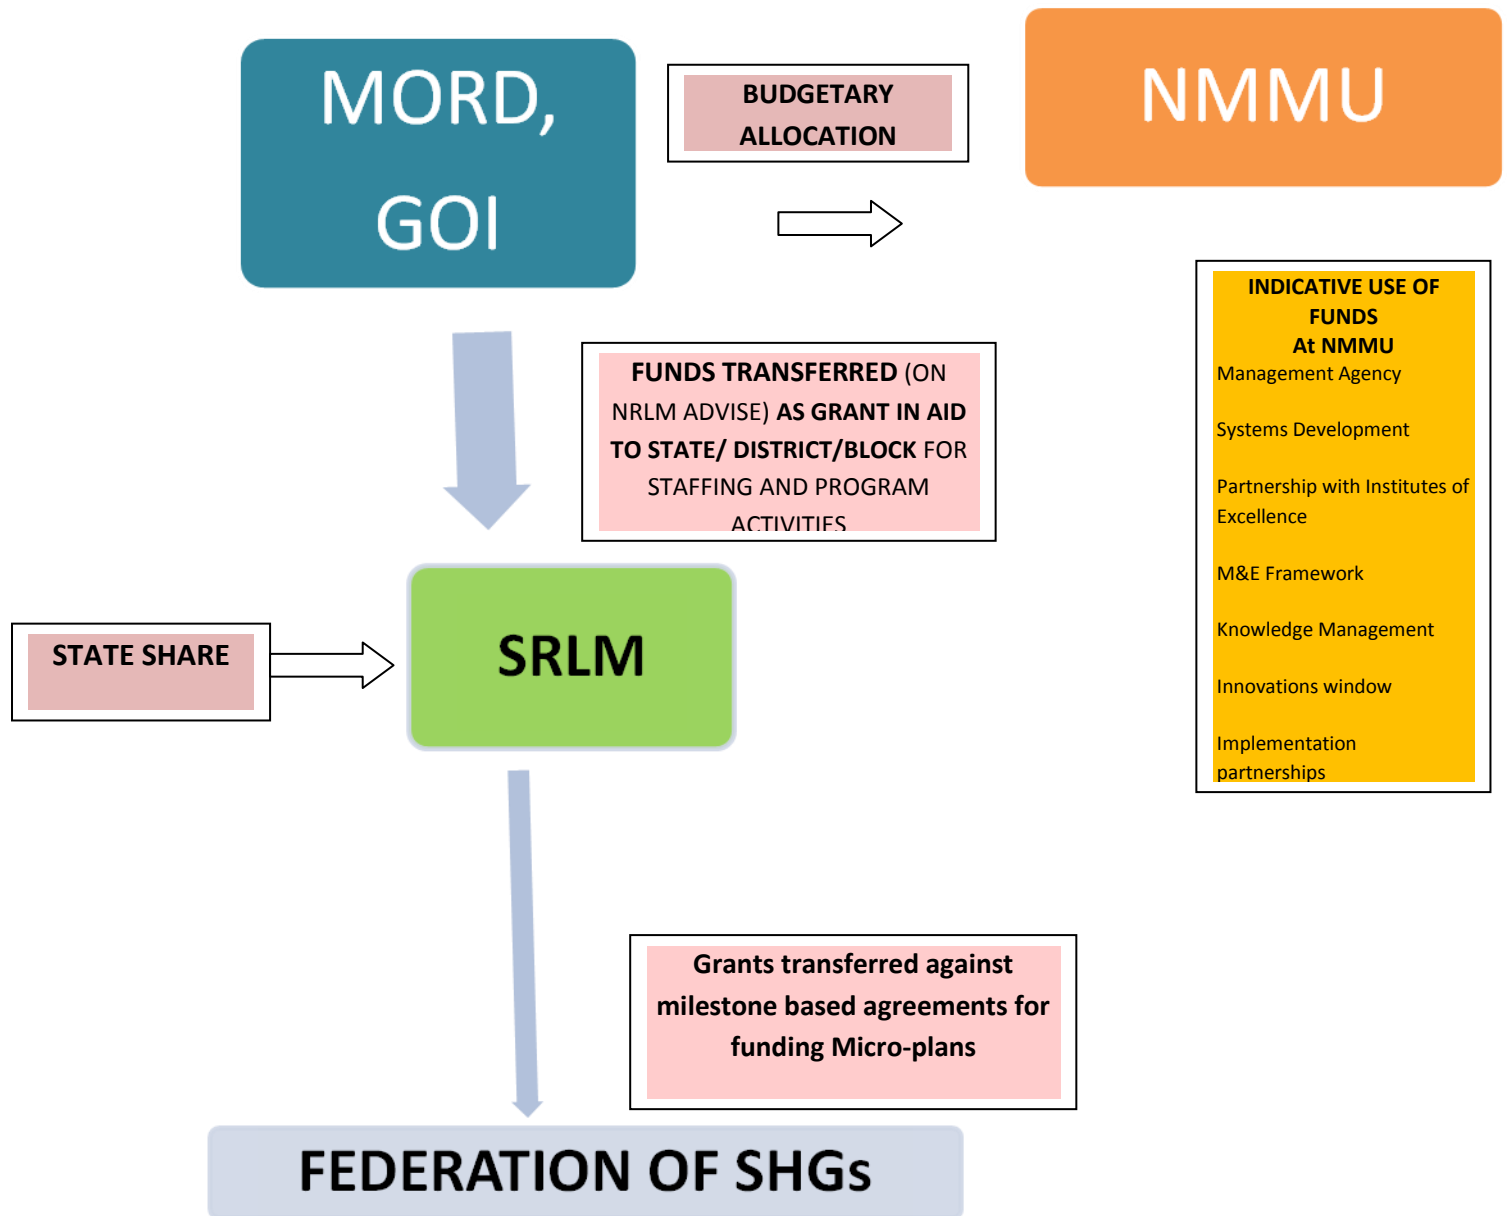 MORD,
GOI
BUDGETARY
ALLOCATION
NMMU
INDICATIVE USE OF
FUNDS
At NMMU
Management Agency
Systems Development
Partnership with Institutes of
Excellence
M&E Framework
Knowledge Management
Innovations window
Implementation
partnerships
FUNDS TRANSFERRED (ON
NRLM ADVISE) AS GRANT IN AID
TO STATE/ DISTRICT/BLOCK FOR
STAFFING AND PROGRAM
ACTIVITIES
STATE SHARE
SRLM
Grants transferred against
milestone based agreements for
funding Micro-plans
FEDERATION OF SHGs